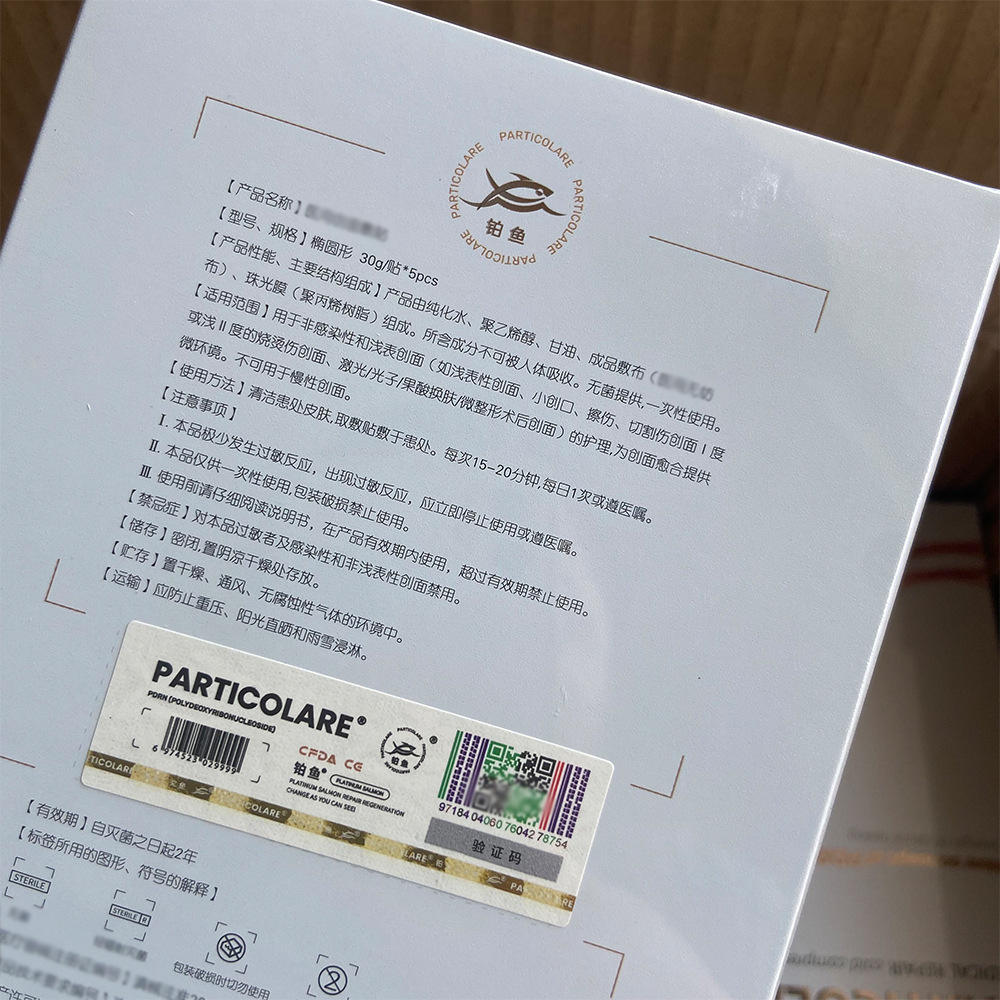 PARTICOLARE PARTICOLARE PARTICOLARE PARTICOLARE
铂鱼
【产品名称】
【型号、规格】椭圆形 30g/贴*5pcs
【产品性能、主要结构组成】产品由纯化水、聚乙烯醇、甘油、成品敷布（
布）、珠光膜（聚丙烯树脂）组成。所含成分不可被人体吸收。无菌提供,一次性使用。
【适用范围】用于非感染性和浅表创面（如浅表性创面、小创口、擦伤、切割伤创面Ⅰ度
或浅Ⅱ度的烧烫伤创面、激光/光子/果酸换肤/微整形术后创面）的护理,为创面愈合提供
微环境。不可用于慢性创面。
【使用方法】清洁患处皮肤,取敷贴敷于患处。每次15-20分钟,每日1次或遵医嘱。
【注意事项】
Ⅰ. 本品极少发生过敏反应，出现过敏反应，应立即停止使用或遵医嘱。
Ⅱ. 本品仅供一次性使用,包装破损禁止使用。
Ⅲ. 使用前请仔细阅读说明书，在产品有效期内使用，超过有效期禁止使用。
【禁忌症】对本品过敏者及感染性和非浅表性创面禁用。
【储存】密闭,置阴凉干燥处存放。
【贮存】置干燥、通风、无腐蚀性气体的环境中。
【运输】应防止重压、阳光直晒和雨雪浸淋。
PARTICOLARE®
PDRN (POLYDEOXYRIBONUCLEOSIDE)
6 974523 029999
CFDA CE
铂鱼® PLATINUM SALMON
PLATINUM SALMON REPAIR REGENERATION
CHANGE AS YOU CAN SEE!
PARTICOLARE
铂鱼
97184 04060 76042 78754
验证码
【有效期】自灭菌之日起2年
【标签所用的图形、符号的解释】
STERILE
STERILE R
2
包装破损时切勿使用